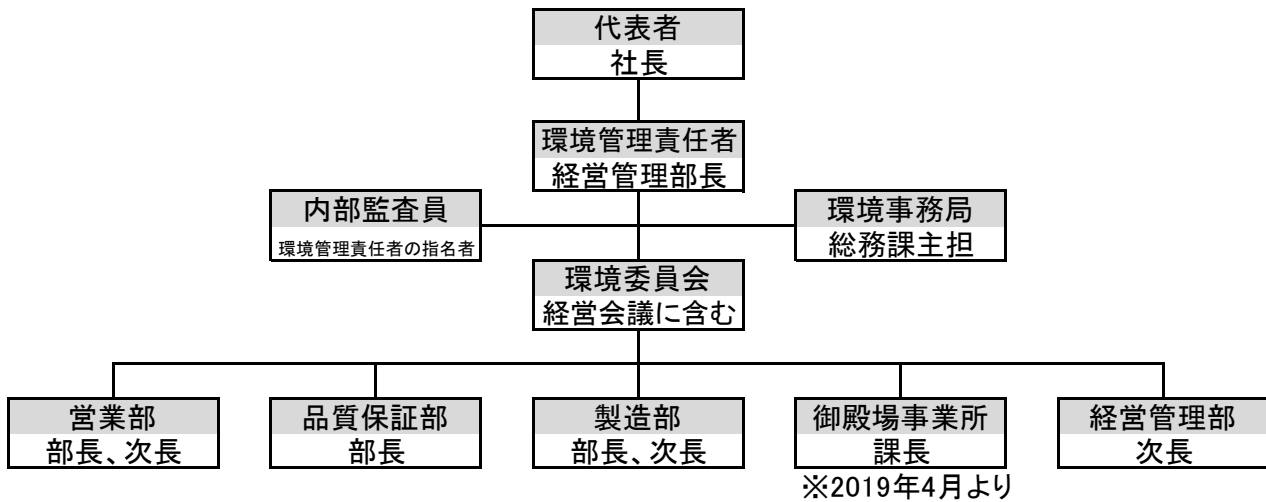 代表者
社長
環境管理責任者
経営管理部長
内部監査員
環境管理責任者の指名者
環境事務局
総務課主担
環境委員会
経営会議に含む
営業部
部長、次長
品質保証部
部長
製造部
部長、次長
御殿場事業所
課長
※2019年4月より
経営管理部
次長